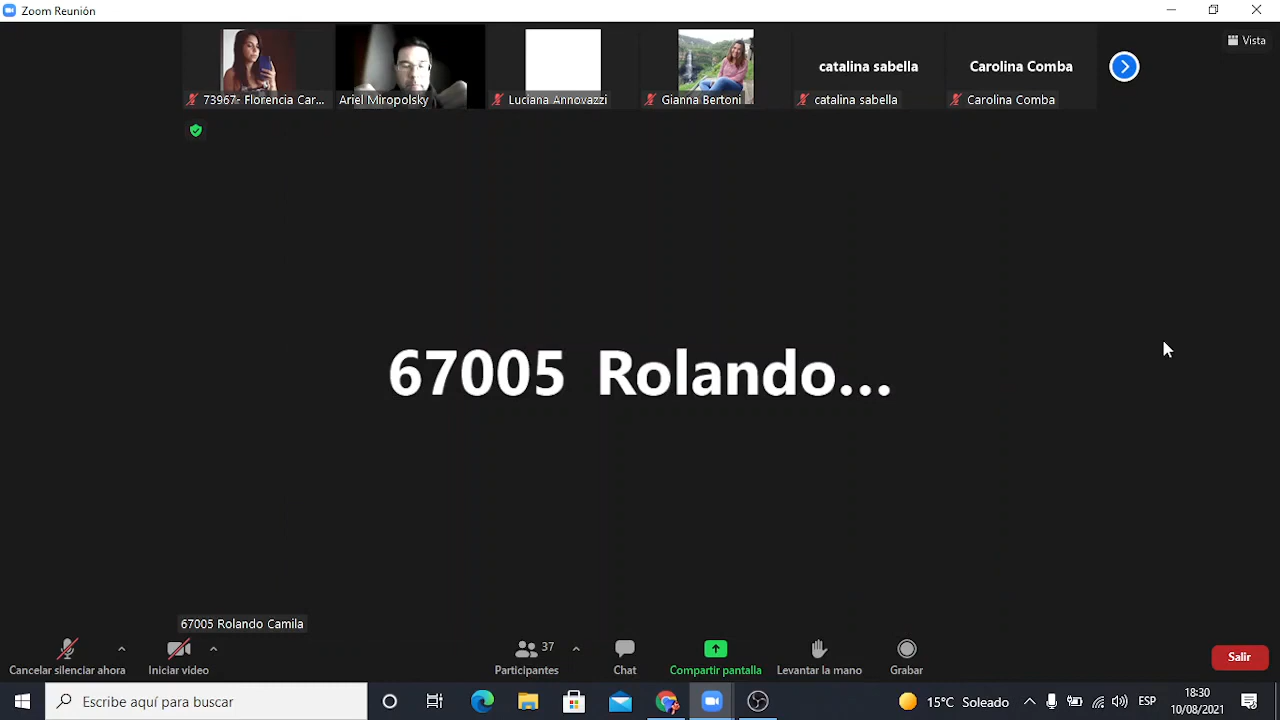 Zoom Reunión
Vista
catalina sabella
Carolina Comba
73967- Florencia Car...
Ariel Miropolsky
Luciana Annovazzi
Gianna Bertoni
catalina sabella
Carolina Comba
67005 Rolando...
67005 Rolando Camila
37
Cancelar silenciar ahora
Iniciar video
Participantes
Chat
Compartir pantalla
Levantar la mano
Grabar
Salir
Escribe aquí para buscar
15°C Soleado
ESP
18:30
10/08/2021